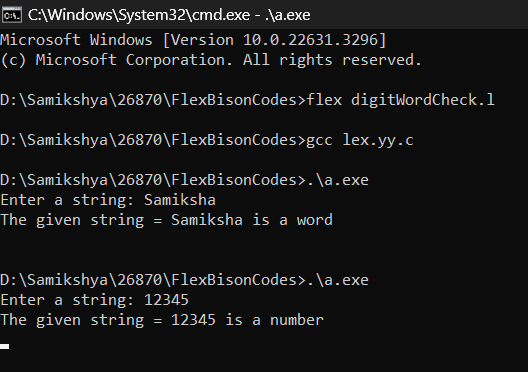 C:\Windows\System32\cmd.exe - .\a.exe
Microsoft Windows [Version 10.0.22631.3296]
(c) Microsoft Corporation. All rights reserved.
D:\Samikshya\26870\FlexBisonCodes>flex digitWordCheck.l
D:\Samikshya\26870\FlexBisonCodes>gcc lex.yy.c
D:\Samikshya\26870\FlexBisonCodes>.\a.exe
Enter a string: Samiksha
The given string = Samiksha is a word
D:\Samikshya\26870\FlexBisonCodes>.\a.exe
Enter a string: 12345
The given string = 12345 is a number